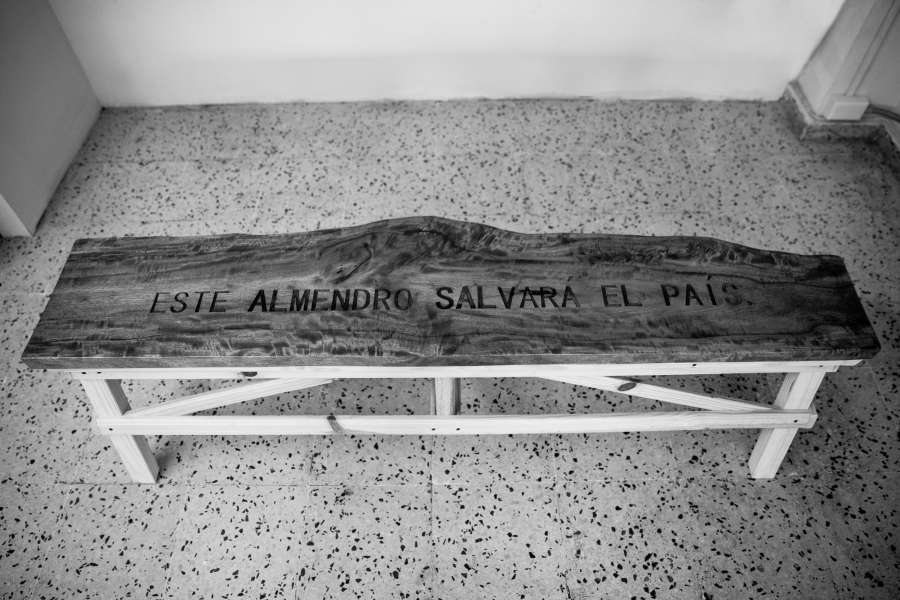 ESTE ALMENDRO SALVARÁ EL PAÍS.